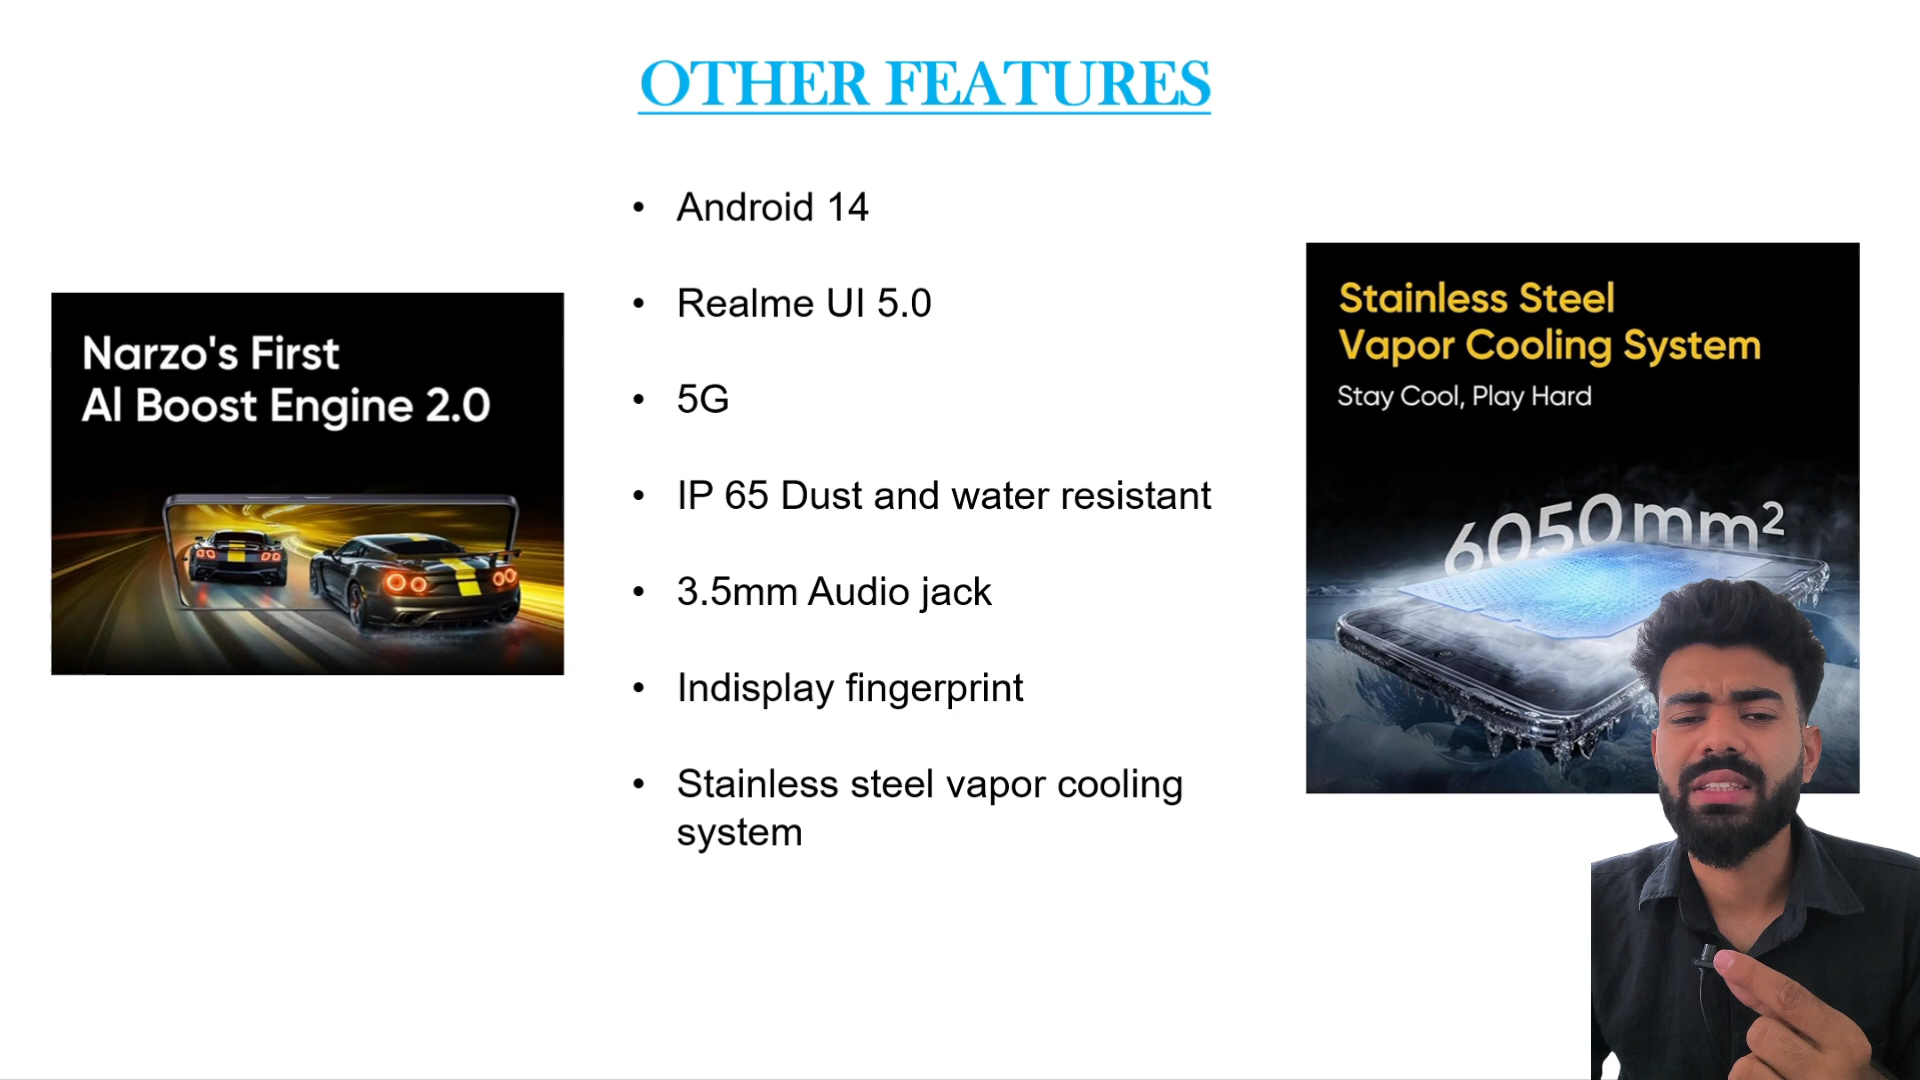 OTHER FEATURES
Narzo's First
AI Boost Engine 2.0
• Android 14
• Realme UI 5.0
• 5G
• IP 65 Dust and water resistant
• 3.5mm Audio jack
• Indisplay fingerprint
• Stainless steel vapor cooling
system
Stainless Steel
Vapor Cooling System
Stay Cool, Play Hard
6050mm²